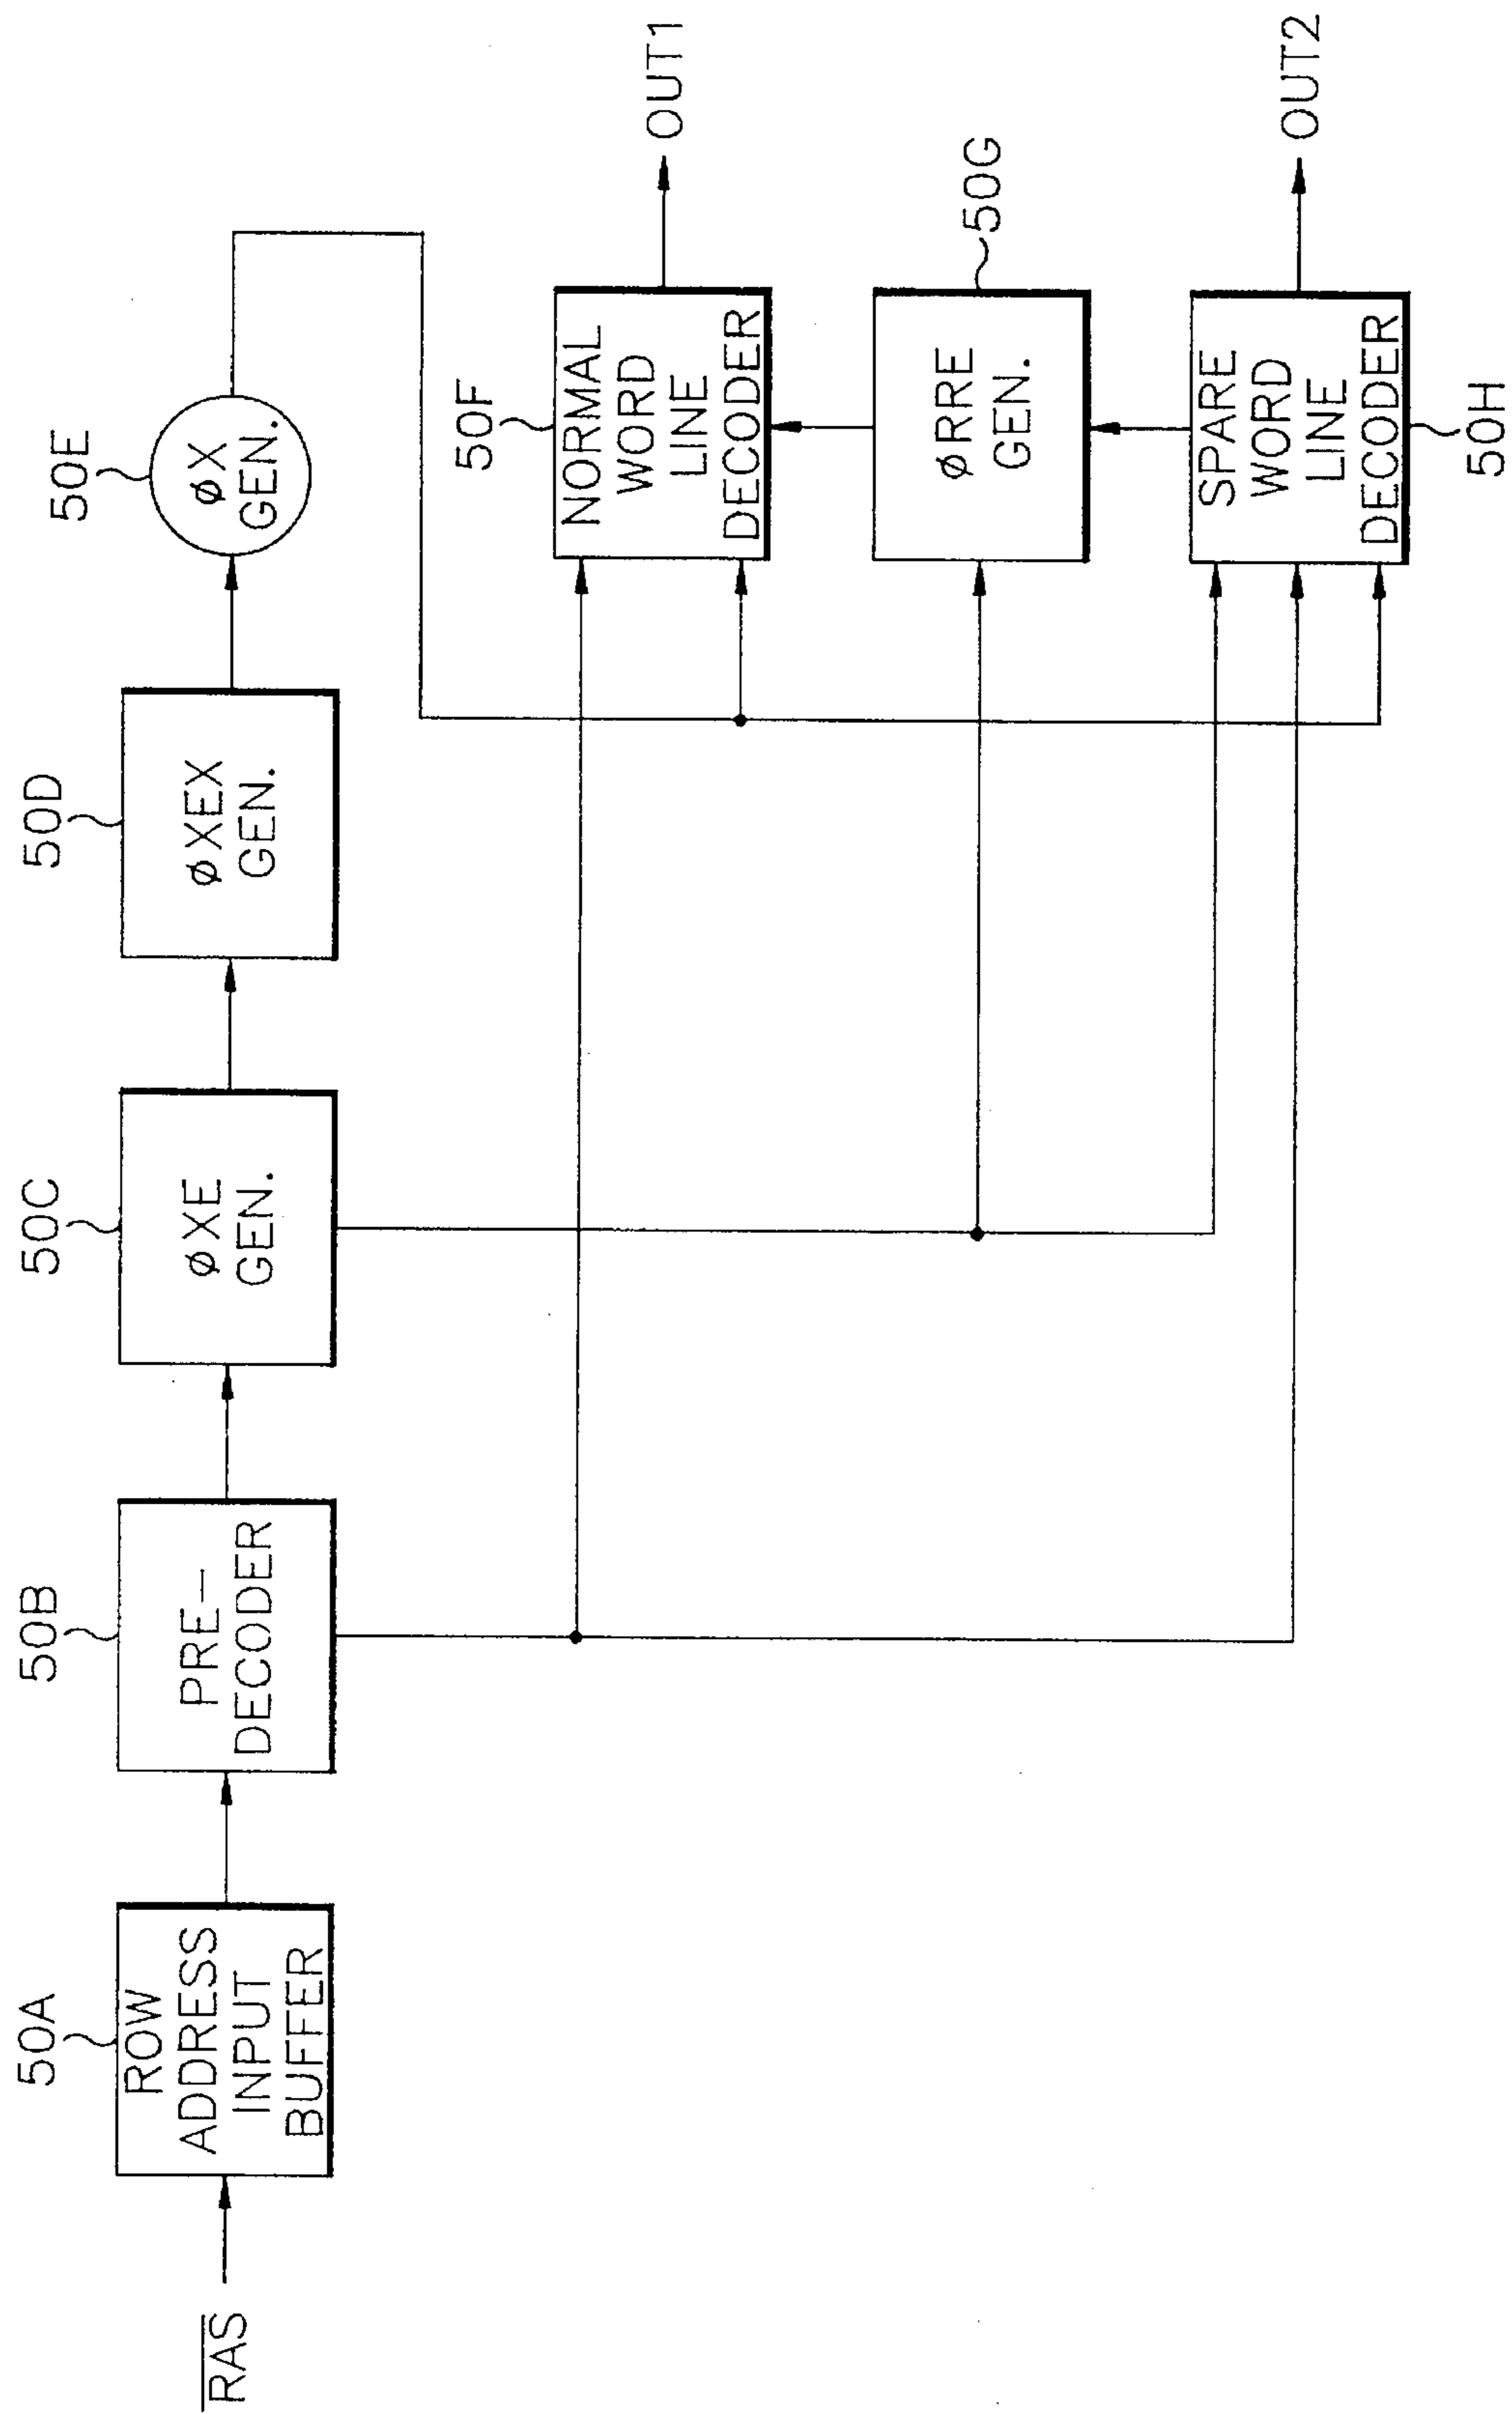 50A
50B
50C
50D
50E
R̅A̅S̅
ROW
ADDRESS
INPUT
BUFFER
PRE-
DECODER
øXE
GEN.
øXEX
GEN.
øX
GEN.
50F
NORMAL
WORD
LINE
DECODER
OUT1
øRRE
GEN.
50G
SPARE
WORD
LINE
DECODER
OUT2
50H